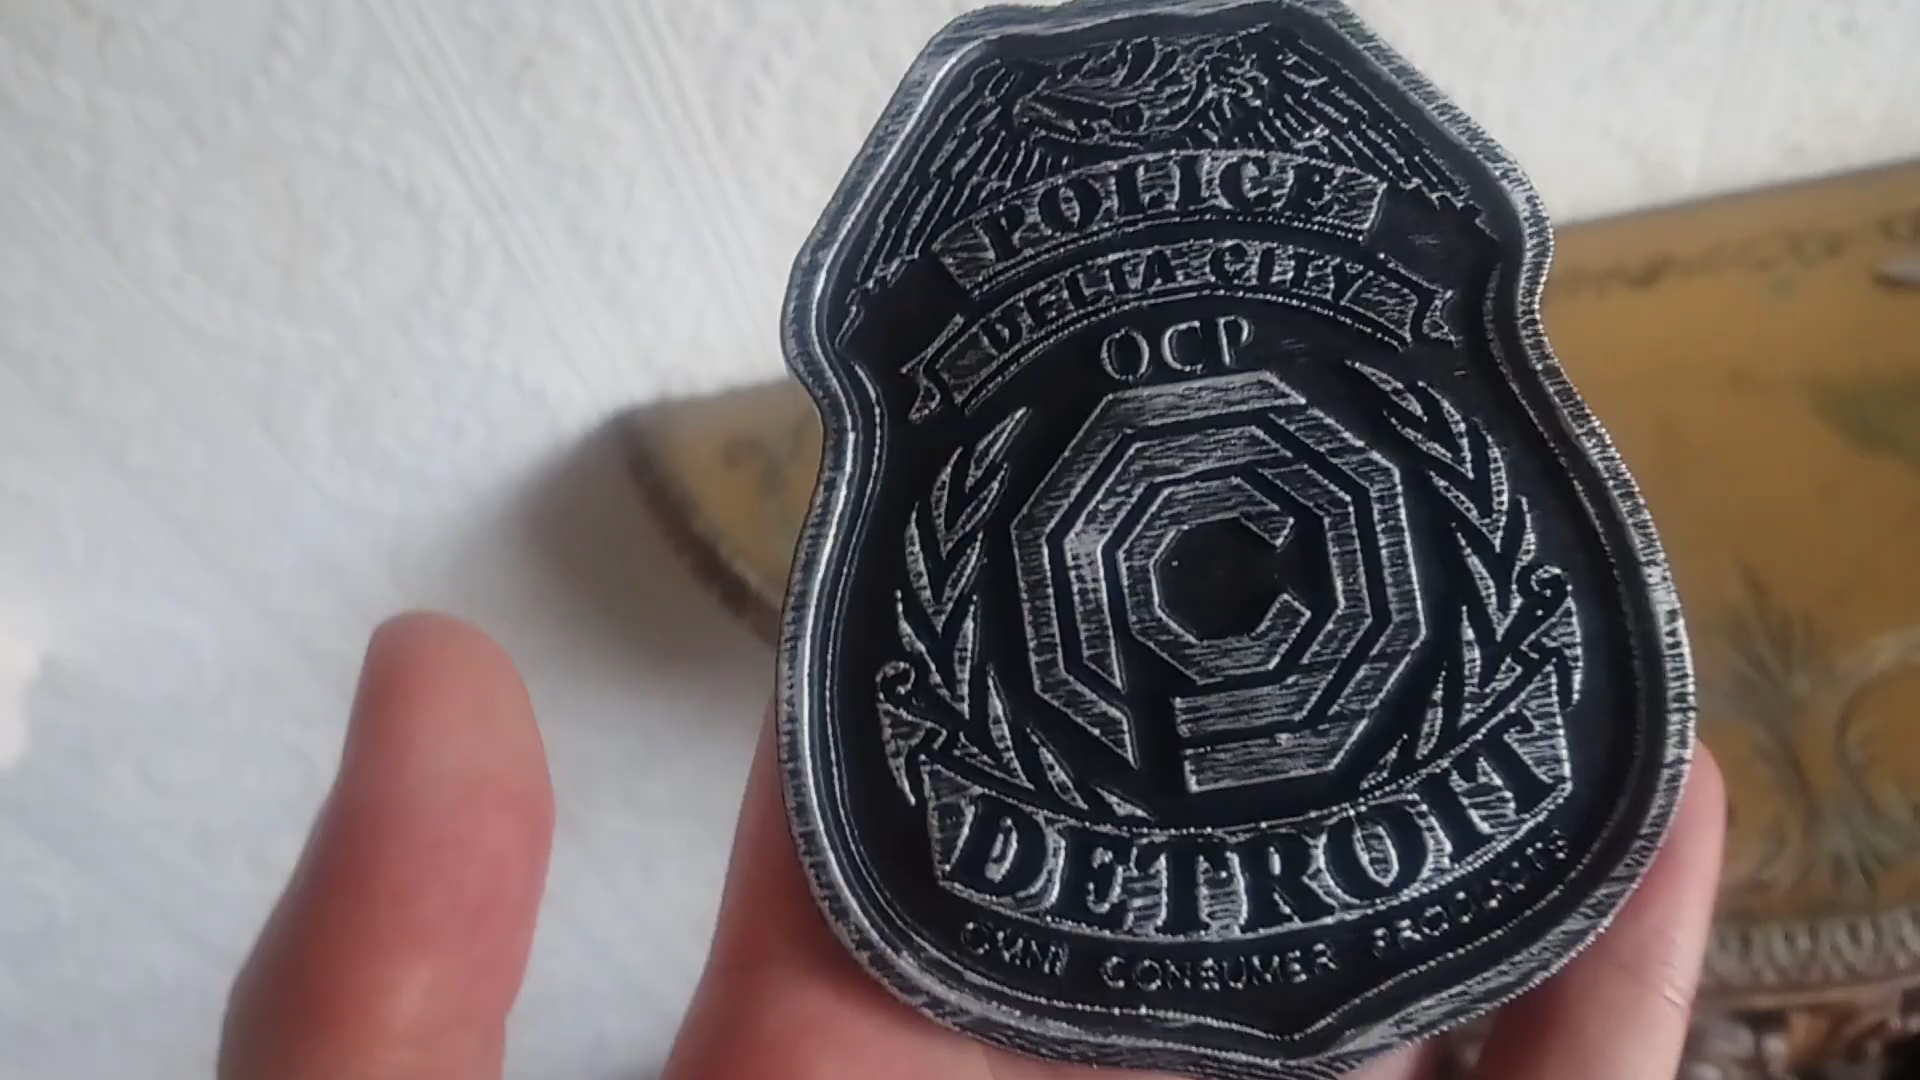 POLICE
DELTA CITY
OCP
DETROIT
OMNI CONSUMER PRODUCTS